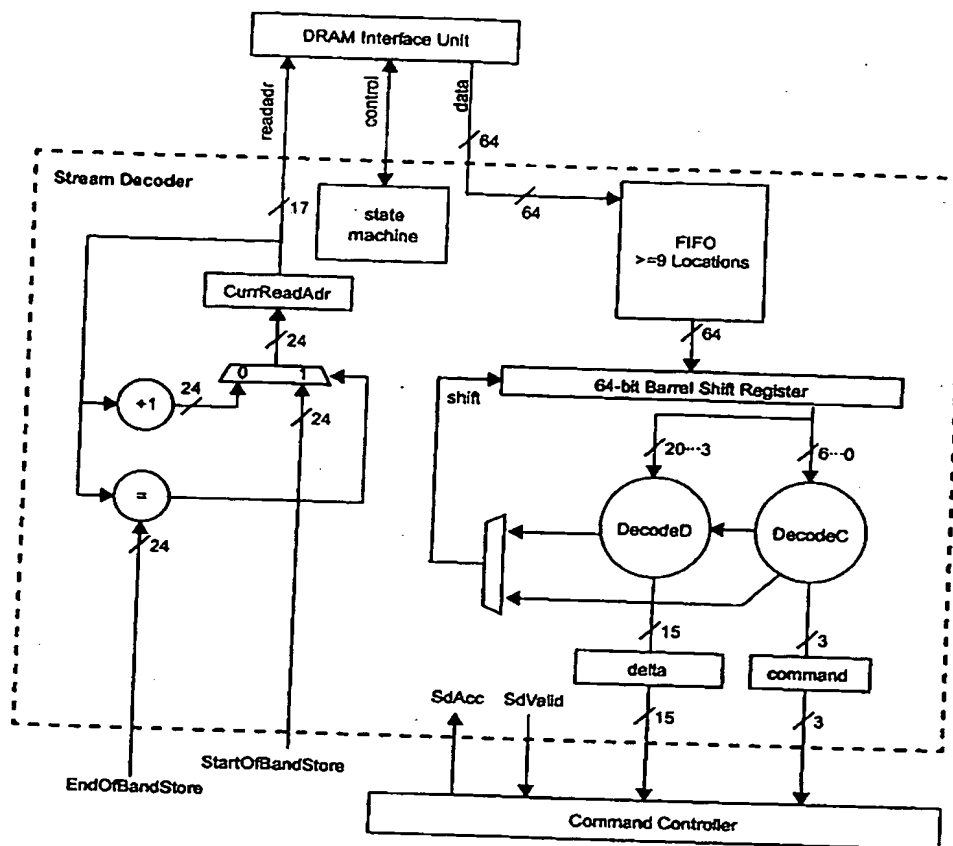 DRAM Interface Unit
readadr
control
data
64
Stream Decoder
17
state
machine
64
FIFO
>=9 Locations
CurrReadAdr
64
24
0 1
64-bit Barrel Shift Register
shift
+1
24
24
20...3
6...0
=
DecodeD
DecodeC
24
15
3
delta
command
SdAcc
SdValid
15
3
StartOfBandStore
EndOfBandStore
Command Controller